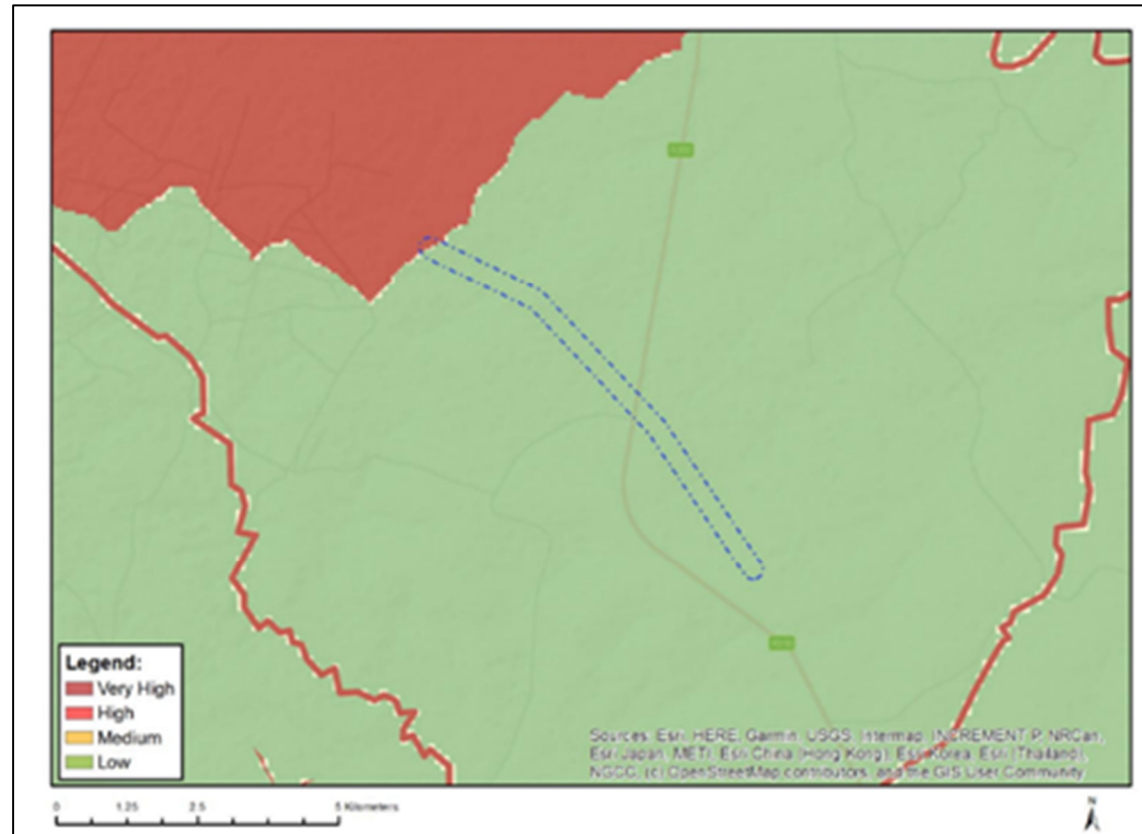 Legend:
Very High
High
Medium
Low
Sources: Esri, HERE, Garmin, USGS, Intermap, INCREMENT P, NRCan,
Esri Japan, METI, Esri China (Hong Kong), Esri Korea, Esri (Thailand),
NGCC, (c) OpenStreetMap contributors, and the GIS User Community
0 1.25 2.5 5 Kilometers
N